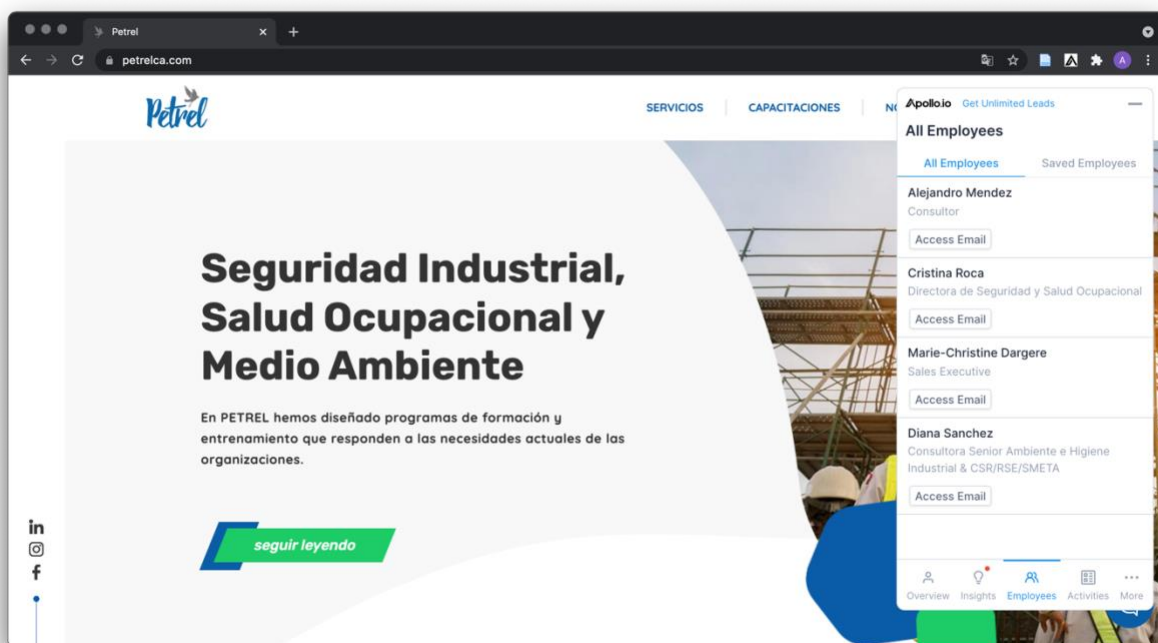 Petrel
petrelca.com
A
Petrel
SERVICIOS
CAPACITACIONES
Seguridad Industrial,
Salud Ocupacional y
Medio Ambiente
En PETREL hemos diseñado programas de formación y
entrenamiento que responden a las necesidades actuales de las
organizaciones.
seguir leyendo
in
f
Apollo.io Get Unlimited Leads
All Employees
All Employees Saved Employees
Alejandro Mendez
Consultor
Access Email
Cristina Roca
Directora de Seguridad y Salud Ocupacional
Access Email
Marie-Christine Dargere
Sales Executive
Access Email
Diana Sanchez
Consultora Senior Ambiente e Higiene
Industrial & CSR/RSE/SMETA
Access Email
Overview Insights Employees Activities More